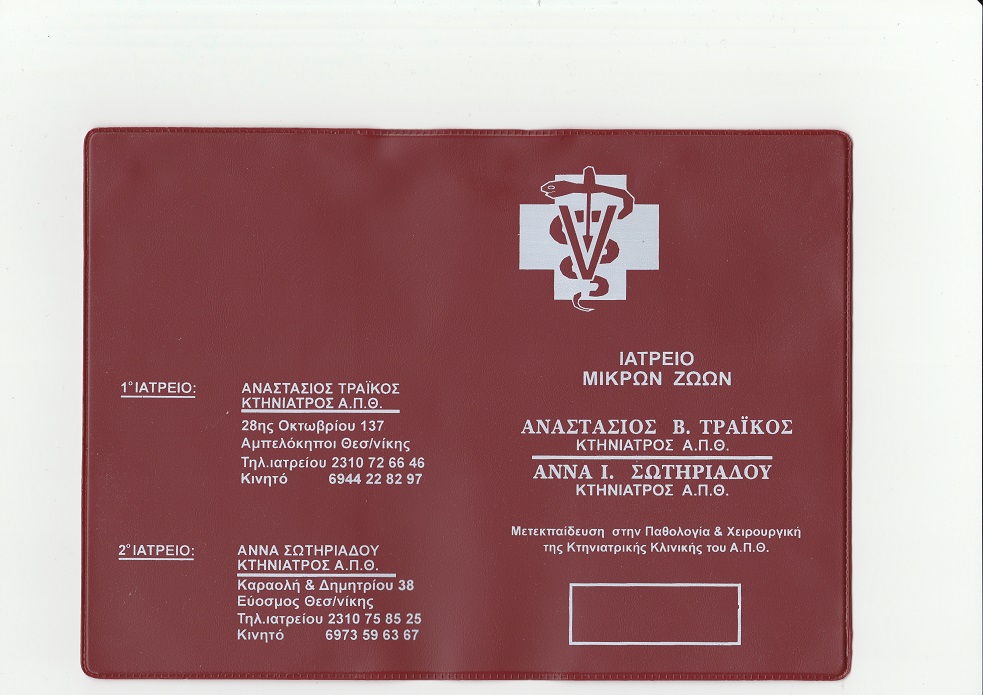 1° ΙΑΤΡΕΙΟ:
ΑΝΑΣΤΑΣΙΟΣ ΤΡΑΪΚΟΣ
ΚΤΗΝΙΑΤΡΟΣ Α.Π.Θ.
28ης Οκτωβρίου 137
Αμπελόκηποι Θεσ/νίκης
Τηλ.ιατρείου 2310 72 66 46
Κινητό 6944 22 82 97
2° ΙΑΤΡΕΙΟ:
ΑΝΝΑ ΣΩΤΗΡΙΑΔΟΥ
ΚΤΗΝΙΑΤΡΟΣ Α.Π.Θ.
Καραολή & Δημητρίου 38
Εύοσμος Θεσ/νίκης
Τηλ.ιατρείου 2310 75 85 25
Κινητό 6973 59 63 67
V
ΙΑΤΡΕΙΟ
ΜΙΚΡΩΝ ΖΩΩΝ
ΑΝΑΣΤΑΣΙΟΣ Β. ΤΡΑΪΚΟΣ
ΚΤΗΝΙΑΤΡΟΣ Α.Π.Θ.
ΑΝΝΑ Ι. ΣΩΤΗΡΙΑΔΟΥ
ΚΤΗΝΙΑΤΡΟΣ Α.Π.Θ.
Μετεκπαίδευση στην Παθολογία & Χειρουργική
της Κτηνιατρικής Κλινικής του Α.Π.Θ.